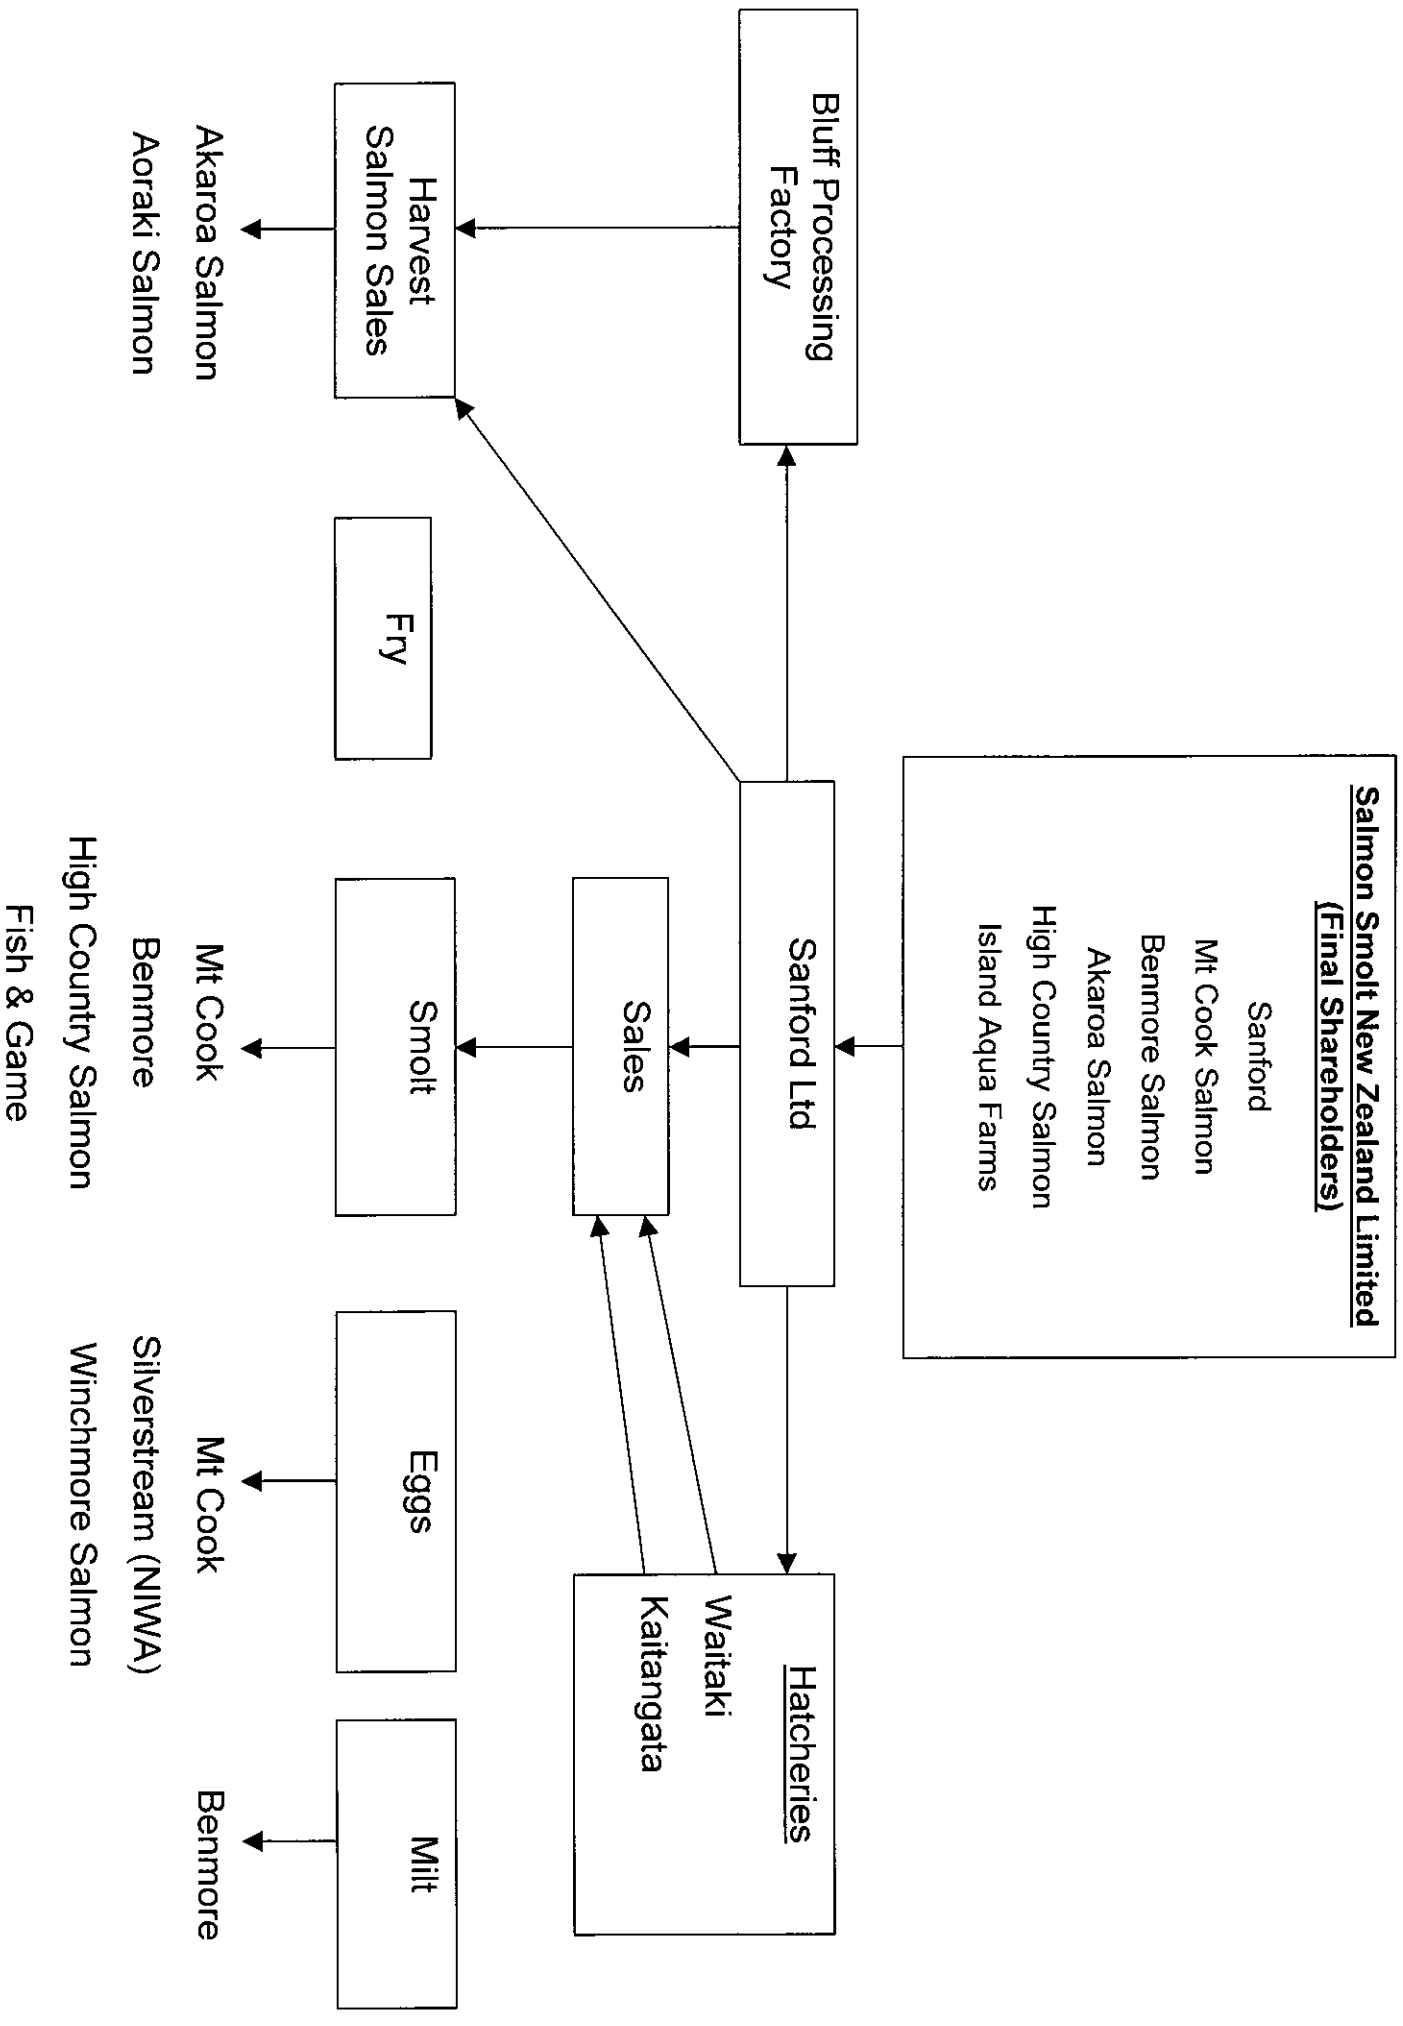 Salmon Smolt New Zealand Limited
(Final Shareholders)
Sanford
Mt Cook Salmon
Benmore Salmon
Akaroa Salmon
High Country Salmon
Island Aqua Farms
Bluff Processing
Factory
Sanford Ltd
Hatcheries
Waitaki
Kaitangata
Sales
Harvest
Salmon Sales
Fry
Smolt
Eggs
Milt
Akaroa Salmon
Aoraki Salmon
Mt Cook
Benmore
High Country Salmon
Fish & Game
Mt Cook
Silverstream (NIWA)
Winchmore Salmon
Benmore